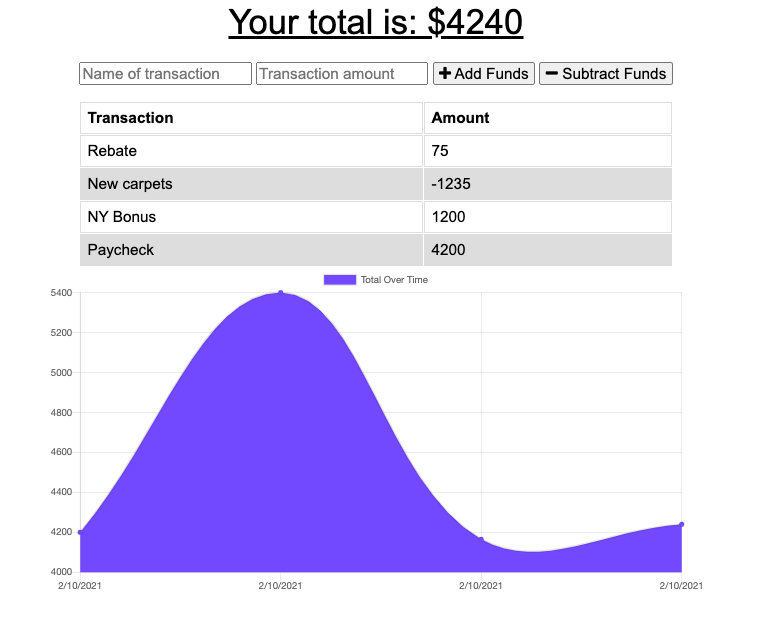 Your total is: $4240
Name of transaction Transaction amount + Add Funds − Subtract Funds
Transaction Amount
Rebate 75
New carpets -1235
NY Bonus 1200
Paycheck 4200
Total Over Time
5400
5200
5000
4800
4600
4400
4200
4000
2/10/2021 2/10/2021 2/10/2021 2/10/2021